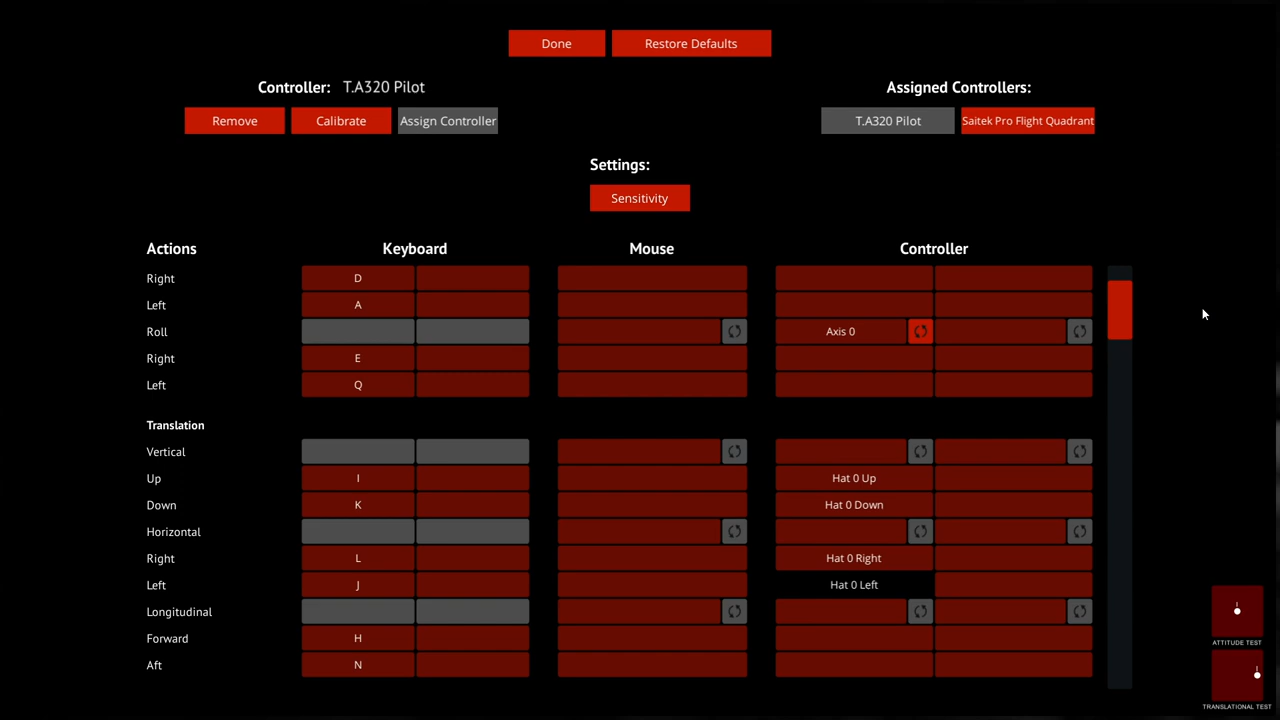 Done Restore Defaults
Controller: T.A320 Pilot Assigned Controllers:
Remove Calibrate Assign Controller T.A320 Pilot Saitek Pro Flight Quadrant
Settings:
Sensitivity
Actions Keyboard Mouse Controller
Right D
Left A
Roll Axis 0
Right E
Left Q
Translation
Vertical
Up I Hat 0 Up
Down K Hat 0 Down
Horizontal
Right L Hat 0 Right
Left J Hat 0 Left
Longitudinal
Forward H
Aft N
ATTITUDE TEST
TRANSLATIONAL TEST